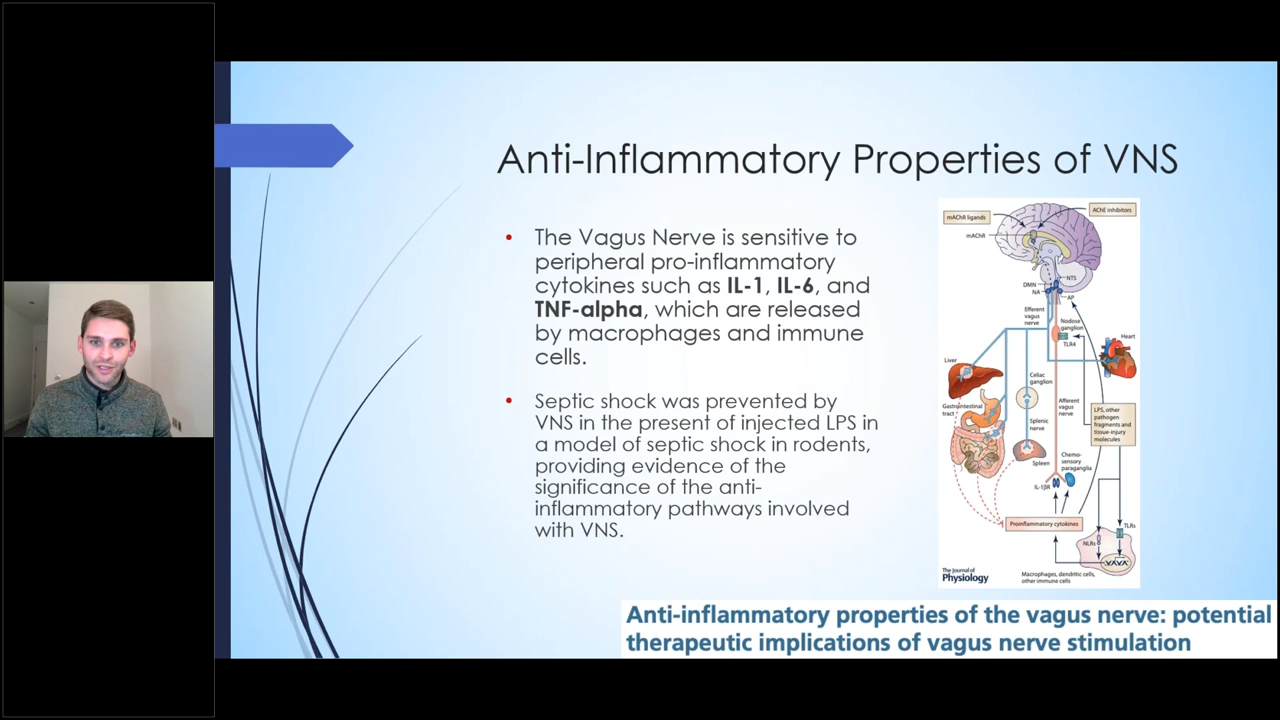 Anti-Inflammatory Properties of VNS
• The Vagus Nerve is sensitive to
peripheral pro-inflammatory
cytokines such as IL-1, IL-6, and
TNF-alpha, which are released
by macrophages and immune
cells.
• Septic shock was prevented by
VNS in the present of injected LPS in
a model of septic shock in rodents,
providing evidence of the
significance of the anti-
inflammatory pathways involved
with VNS.
mAChR ligands
AChE inhibitors
mAChR
NTS
DMN
NA
AP
Efferent
vagus
nerve
Nodose
ganglion
TLR4
Heart
Liver
Celiac
ganglion
Gastrointestinal
tract
Afferent
vagus
nerve
LPS, other
pathogen
fragments and
tissue-injury
molecules
Splenic
nerve
Spleen
Chemo-
sensory
paraganglia
IL-1βR
Proinflammatory cytokines
TLRs
NLRs
Macrophages, dendritic cells,
other immune cells
The Journal of
Physiology
Anti-inflammatory properties of the vagus nerve: potential
therapeutic implications of vagus nerve stimulation